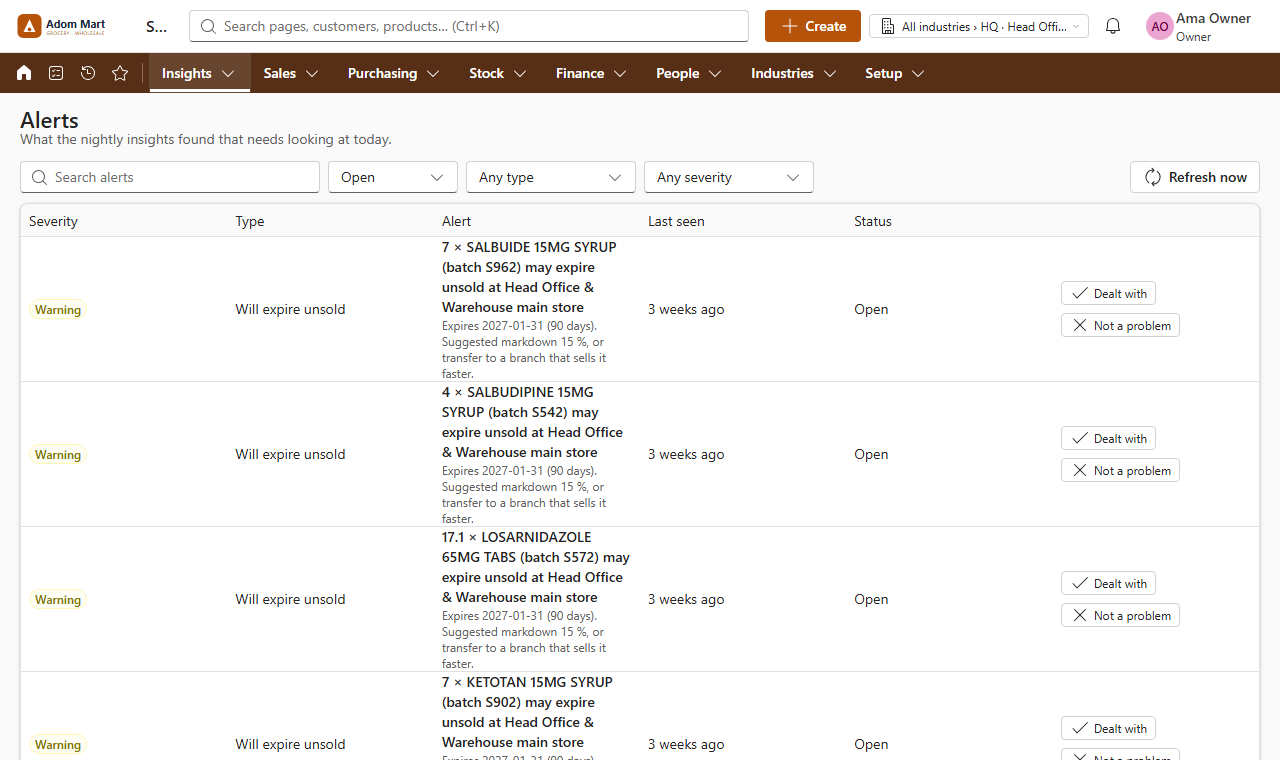 Adom Mart
GROCERY · WHOLESALE
S...
Search pages, customers, products... (Ctrl+K)
Create
All industries › HQ · Head Offi...
AO
Ama Owner
Owner
Insights
Sales
Purchasing
Stock
Finance
People
Industries
Setup
Alerts
What the nightly insights found that needs looking at today.
Search alerts
Open
Any type
Any severity
Refresh now
Severity
Type
Alert
Last seen
Status
Warning
Will expire unsold
7 × SALBUIDE 15MG SYRUP
(batch S962) may expire
unsold at Head Office &
Warehouse main store
Expires 2027-01-31 (90 days).
Suggested markdown 15 %, or
transfer to a branch that sells it
faster.
3 weeks ago
Open
Dealt with
Not a problem
Warning
Will expire unsold
4 × SALBUDIPINE 15MG
SYRUP (batch S542) may
expire unsold at Head Office
& Warehouse main store
Expires 2027-01-31 (90 days).
Suggested markdown 15 %, or
transfer to a branch that sells it
faster.
3 weeks ago
Open
Dealt with
Not a problem
Warning
Will expire unsold
17.1 × LOSARNIDAZOLE
65MG TABS (batch S572) may
expire unsold at Head Office
& Warehouse main store
Expires 2027-01-31 (90 days).
Suggested markdown 15 %, or
transfer to a branch that sells it
faster.
3 weeks ago
Open
Dealt with
Not a problem
Warning
Will expire unsold
7 × KETOTAN 15MG SYRUP
(batch S902) may expire
unsold at Head Office &
Warehouse main store
Expires 2027-01-31 (90 days).
3 weeks ago
Open
Dealt with
Not a problem